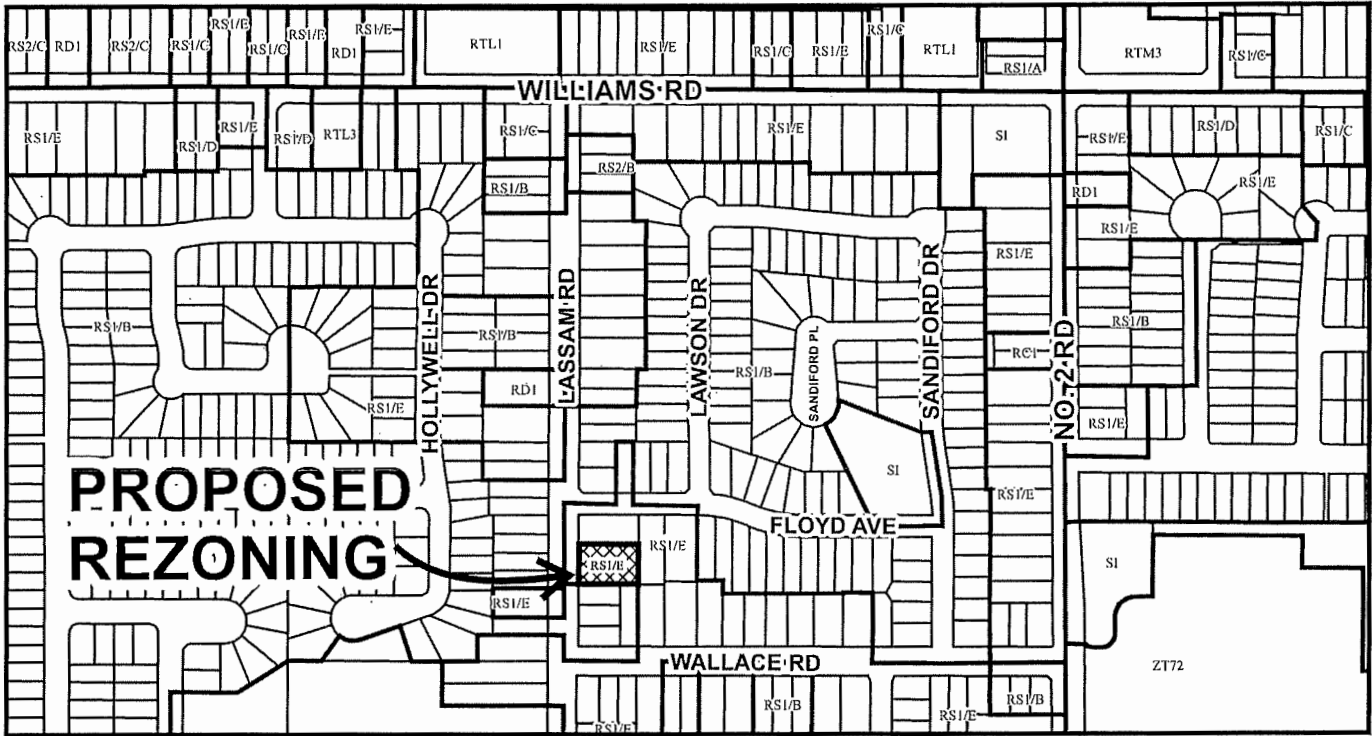 RS2/C RD1 RS2/C RS1/C RS1/E RS1/C RS1/E RD1 RS1/E RTL1 RS1/E RS1/C RS1/E RS1/C RTL1 RS1/A RTM3 RS1/C
WILLIAMS RD
RS1/E RS1/D RS1/E RS1/D RTL3 RS1/C RS1/E SI RS1/E RS1/D RS1/C
RS2/B
RS1/B RD1 RS1/E
RS1/E
RS1/E
HOLLYWELL DR
LASSAM RD
LAWSON DR
SANDIFORD PL
SANDIFORD DR
NO. 2 RD
RS1/B RS1/B RS1/B RC1 RS1/B
RD1
RS1/E RS1/E
SI
RS1/E
PROPOSED
REZONING
FLOYD AVE
RS1/E
RS1/E
SI
RS1/E
WALLACE RD
ZT72
RS1/B RS1/B
RS1/E
RS1/E